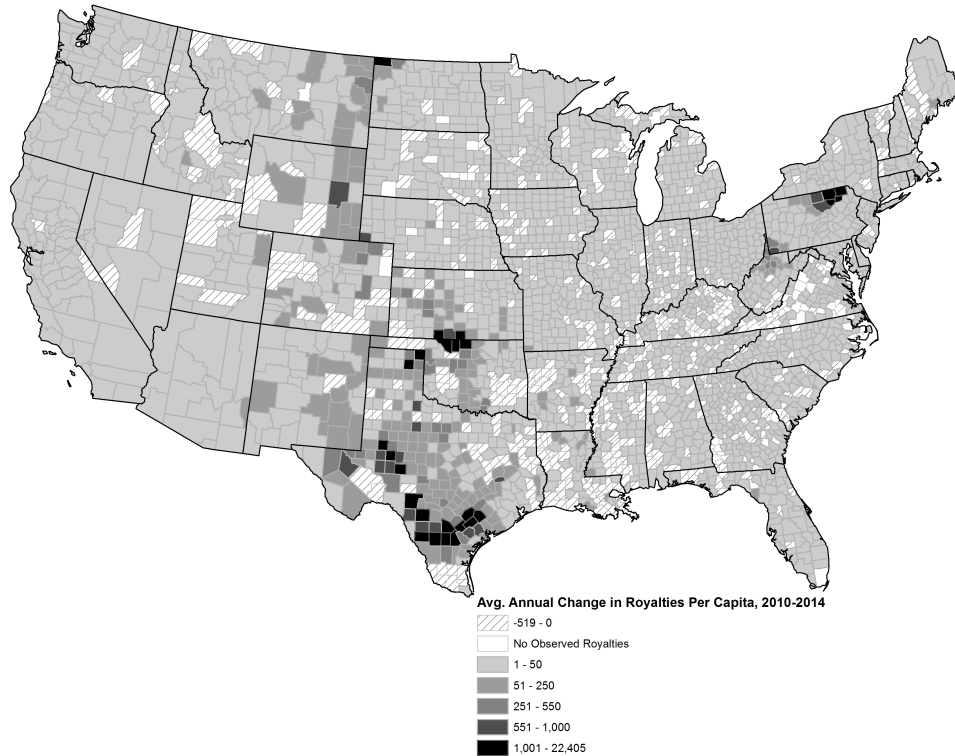 Avg. Annual Change in Royalties Per Capita, 2010-2014
-519 - 0
No Observed Royalties
1 - 50
51 - 250
251 - 550
551 - 1,000
1,001 - 22,405